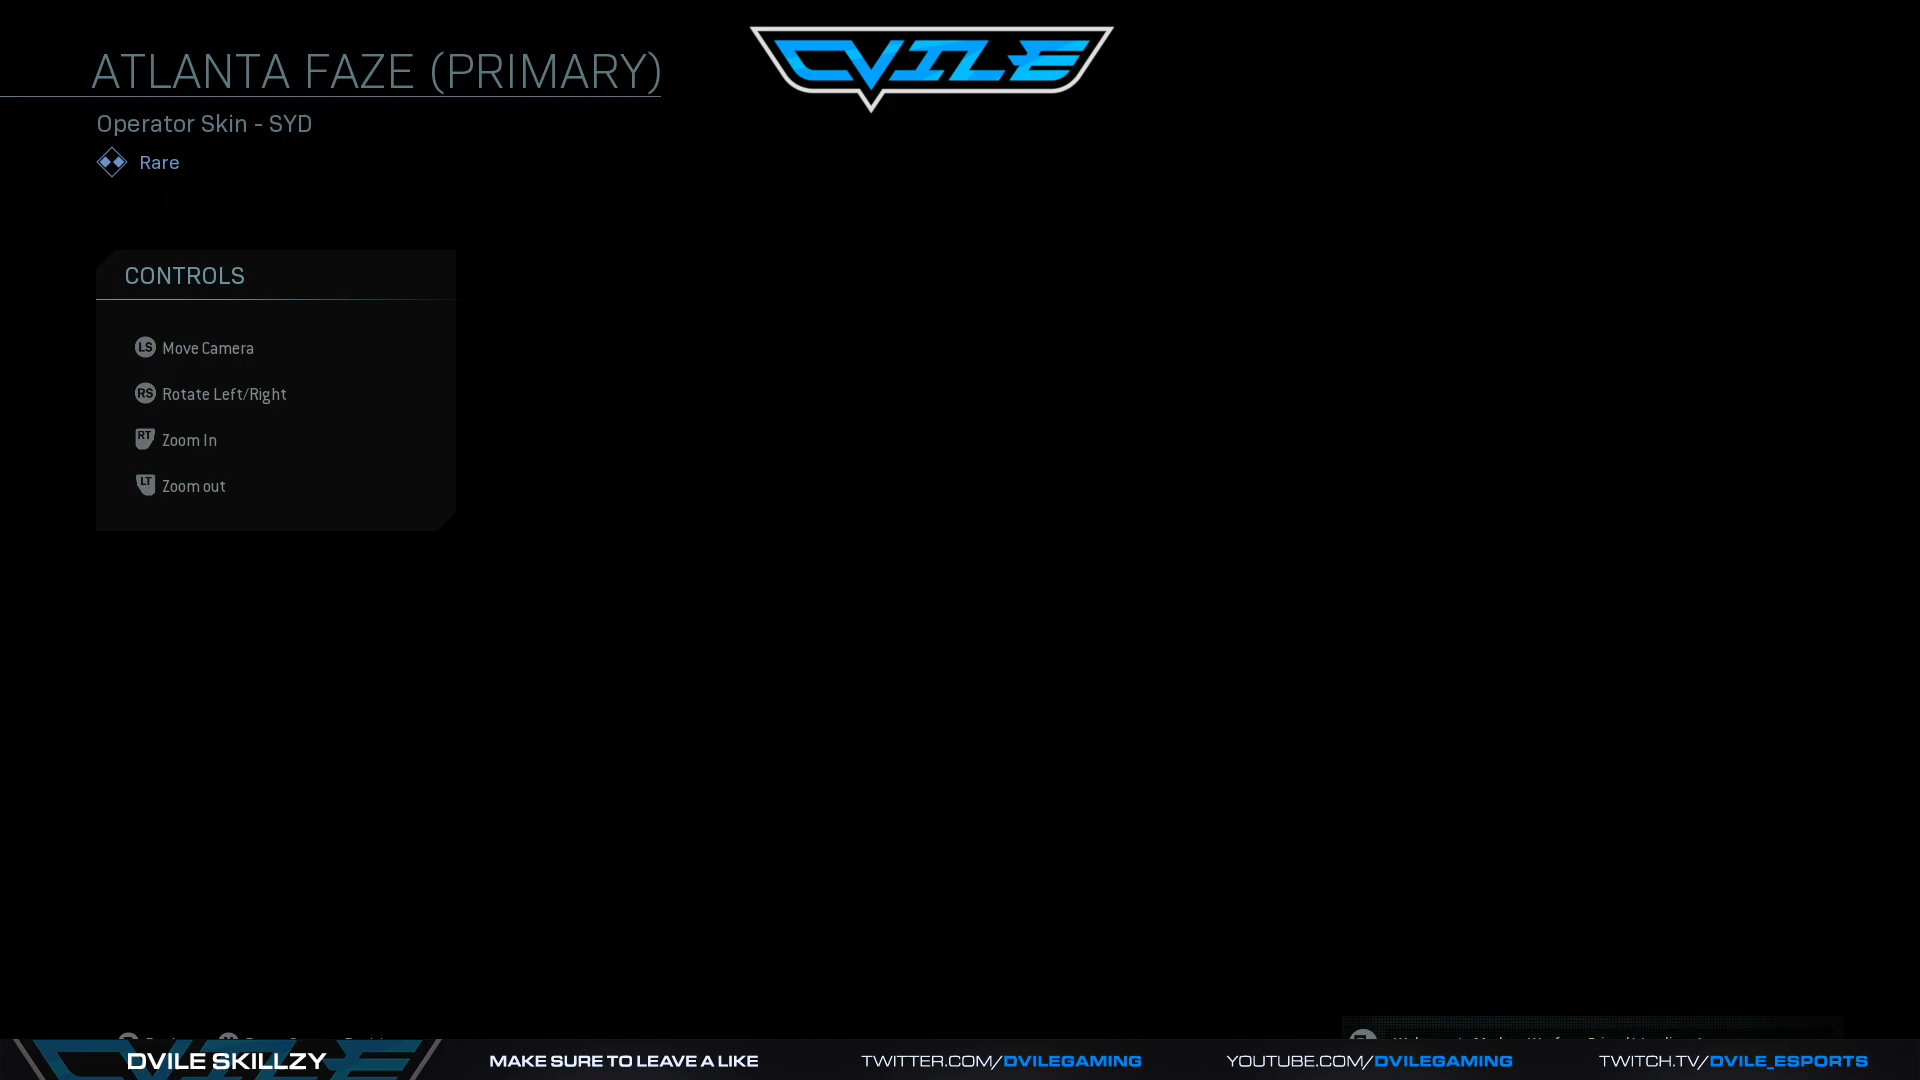 ATLANTA FAZE (PRIMARY)
DVILE
Operator Skin - SYD
Rare
CONTROLS
LS Move Camera
RS Rotate Left/Right
RT Zoom In
LT Zoom out
DVILE SKILLZY
MAKE SURE TO LEAVE A LIKE
TWITTER.COM/DVILEGAMING
YOUTUBE.COM/DVILEGAMING
TWITCH.TV/DVILE_ESPORTS